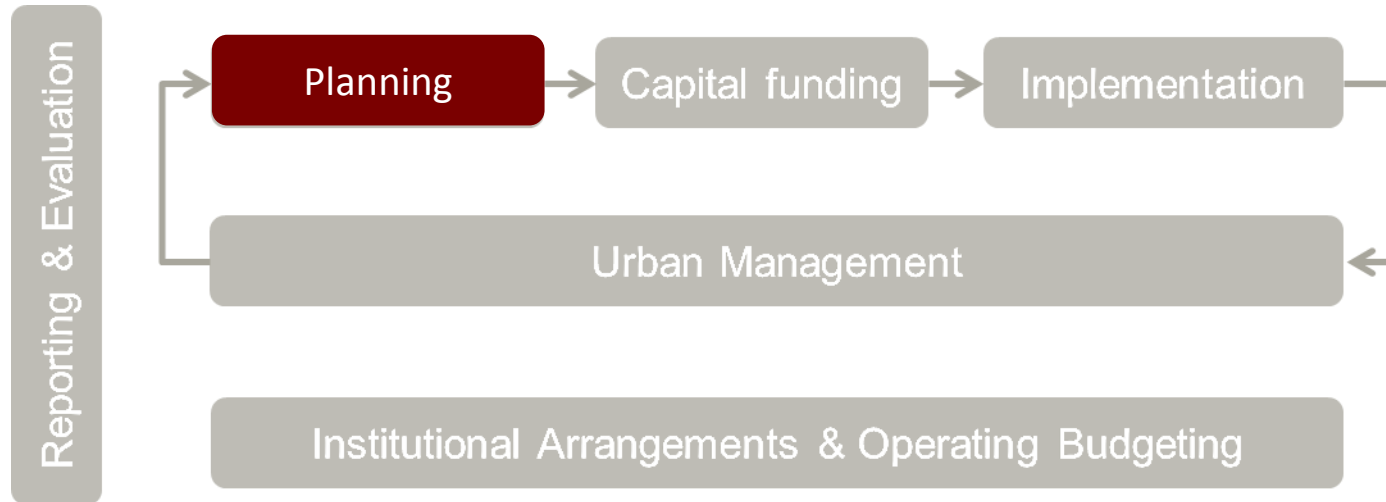 Reporting & Evaluation
Planning
Capital funding
Implementation
Urban Management
Institutional Arrangements & Operating Budgeting